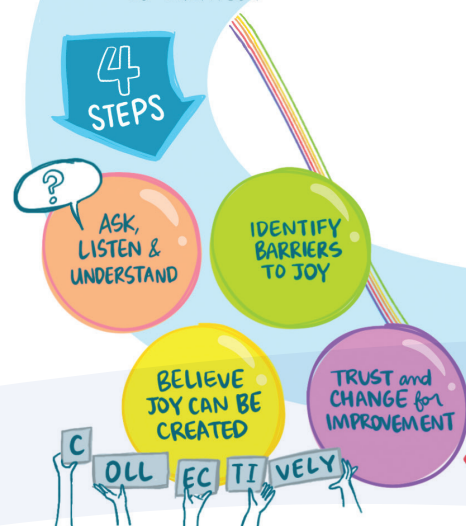 4
STEPS
?
ASK,
LISTEN &
UNDERSTAND
IDENTIFY
BARRIERS
TO JOY
BELIEVE
JOY CAN BE
CREATED
C OLL EC TI VELY
TRUST and
CHANGE for
IMPROVEMENT